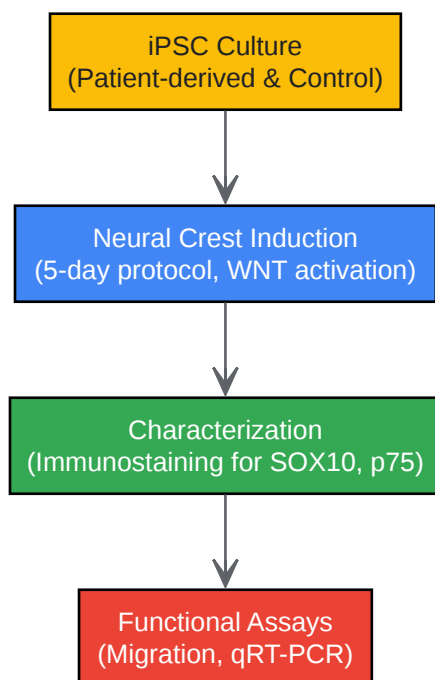 iPSC Culture
(Patient-derived & Control)
Neural Crest Induction
(5-day protocol, WNT activation)
Characterization
(Immunostaining for SOX10, p75)
Functional Assays
(Migration, qRT-PCR)